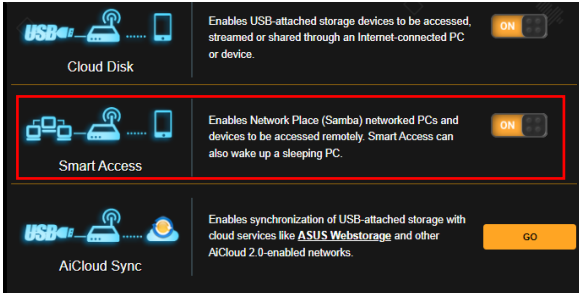 USB
Cloud Disk
Enables USB-attached storage devices to be accessed,
streamed or shared through an Internet-connected PC
or device.
ON
Smart Access
Enables Network Place (Samba) networked PCs and
devices to be accessed remotely. Smart Access can
also wake up a sleeping PC.
ON
USB
AiCloud Sync
Enables synchronization of USB-attached storage with
cloud services like ASUS Webstorage and other
AiCloud 2.0-enabled networks.
GO